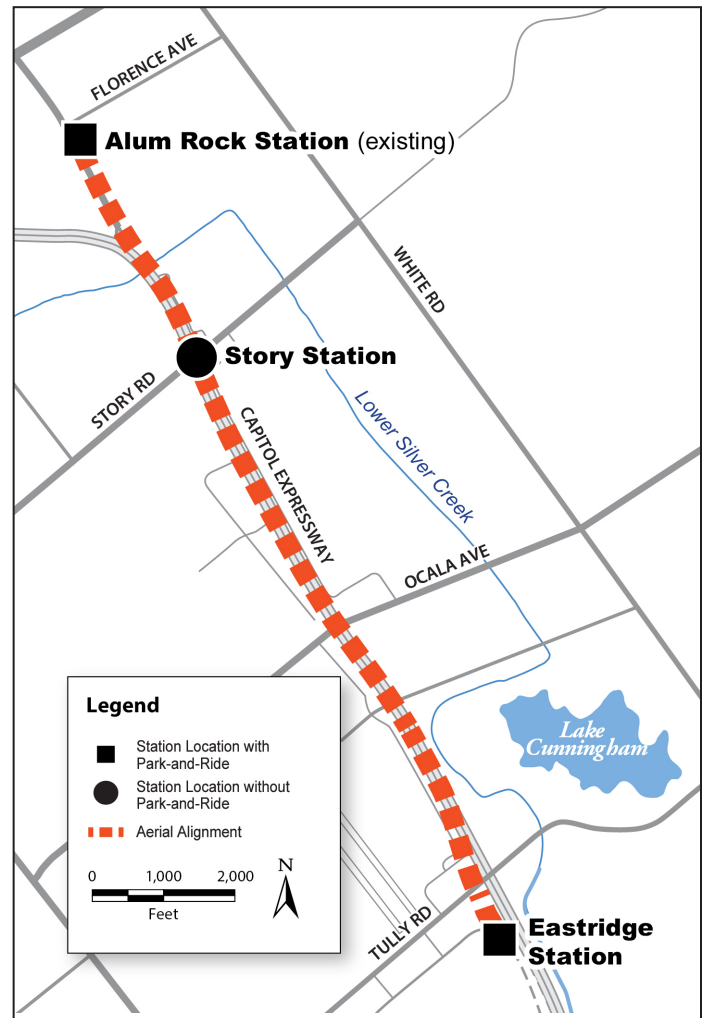 FLORENCE AVE
Alum Rock Station (existing)
WHITE RD
Story Station
STORY RD
CAPITOL EXPRESSWAY
Lower Silver Creek
OCALA AVE
Lake
Cunningham
Legend
Station Location with
Park-and-Ride
Station Location without
Park-and-Ride
Aerial Alignment
0 1,000 2,000
Feet
N
TULLY RD
Eastridge
Station